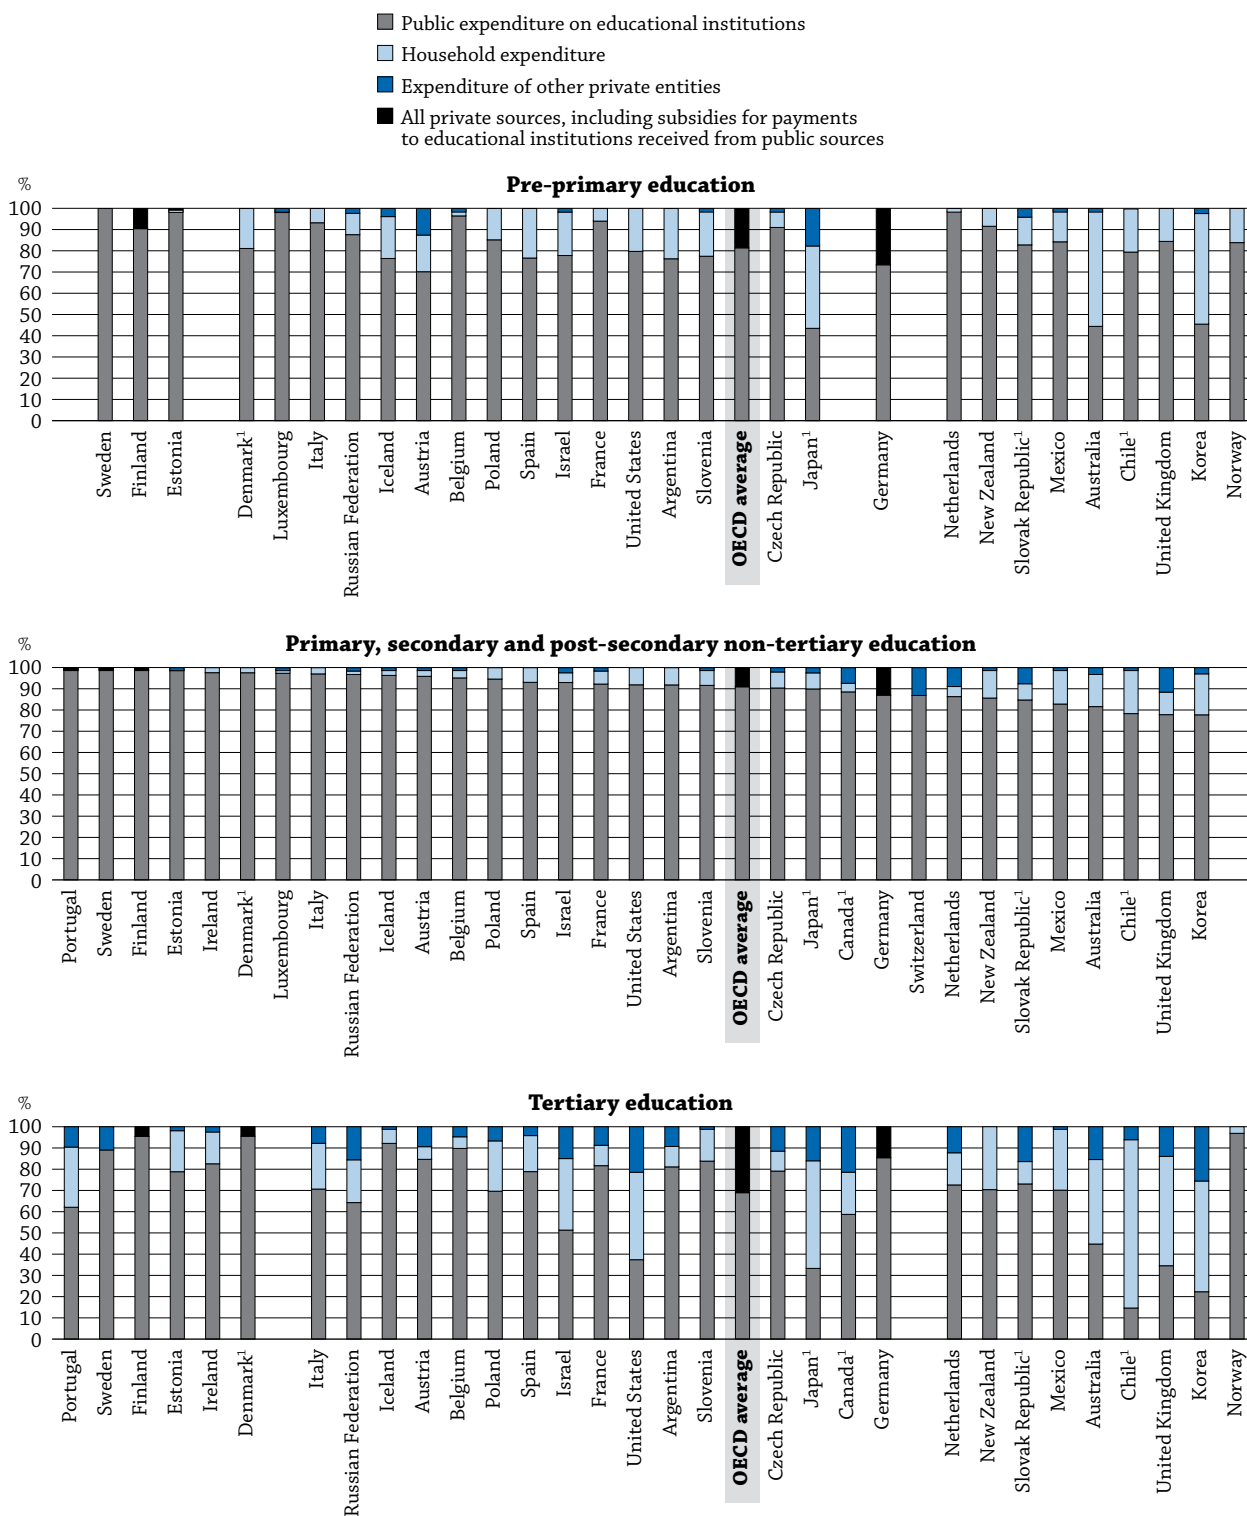 Public expenditure on educational institutions
Household expenditure
Expenditure of other private entities
All private sources, including subsidies for payments
to educational institutions received from public sources
%
Pre-primary education
100
90
80
70
60
50
40
30
20
10
0
Sweden
Finland
Estonia
Denmark¹
Luxembourg
Italy
Russian Federation
Iceland
Austria
Belgium
Poland
Spain
Israel
France
United States
Argentina
Slovenia
OECD average
Czech Republic
Japan¹
Germany
Netherlands
New Zealand
Slovak Republic¹
Mexico
Australia
Chile¹
United Kingdom
Korea
Norway
%
Primary, secondary and post-secondary non-tertiary education
100
90
80
70
60
50
40
30
20
10
0
Portugal
Sweden
Finland
Estonia
Ireland
Denmark¹
Luxembourg
Italy
Russian Federation
Iceland
Austria
Belgium
Poland
Spain
Israel
France
United States
Argentina
Slovenia
OECD average
Czech Republic
Japan¹
Canada¹
Germany
Switzerland
Netherlands
New Zealand
Slovak Republic¹
Mexico
Australia
Chile¹
United Kingdom
Korea
%
Tertiary education
100
90
80
70
60
50
40
30
20
10
0
Portugal
Sweden
Finland
Estonia
Ireland
Denmark¹
Italy
Russian Federation
Iceland
Austria
Belgium
Poland
Spain
Israel
France
United States
Argentina
Slovenia
OECD average
Czech Republic
Japan¹
Canada¹
Germany
Netherlands
New Zealand
Slovak Republic¹
Mexico
Australia
Chile¹
United Kingdom
Korea
Norway